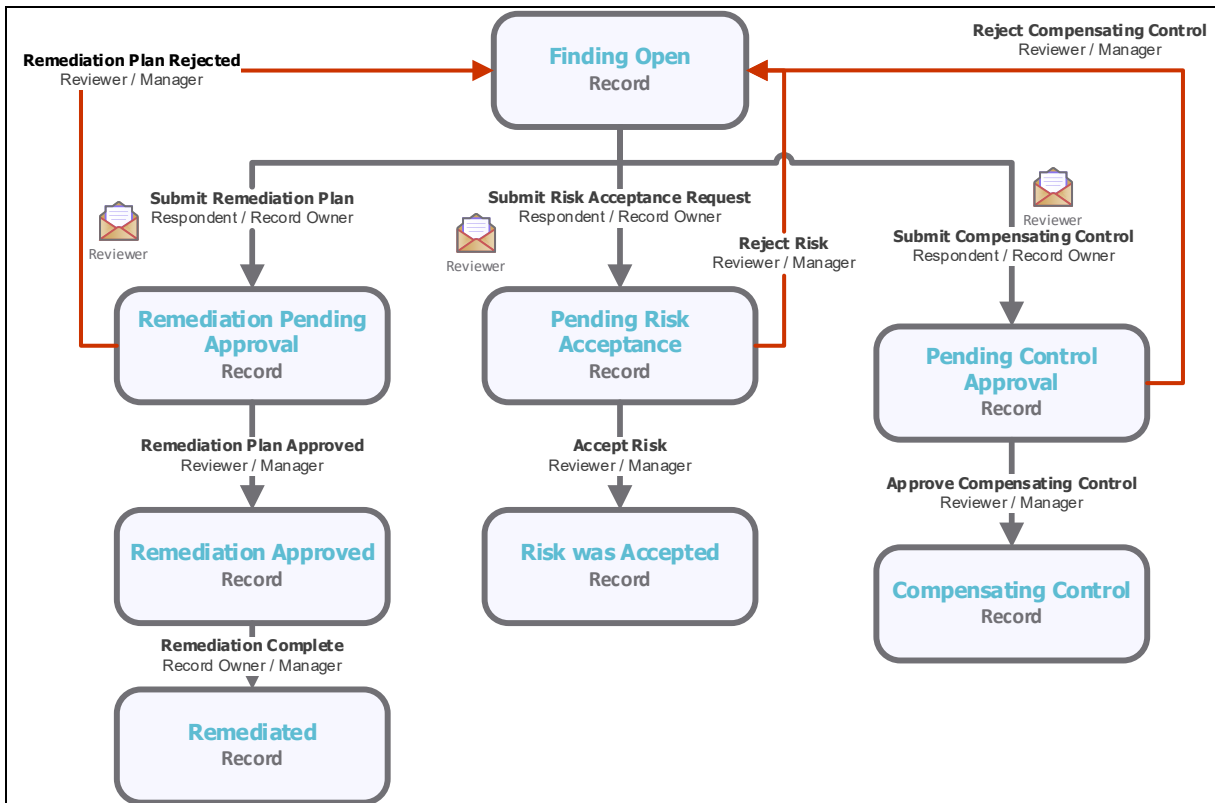 Finding Open
Record
Reject Compensating Control
Reviewer / Manager
Remediation Plan Rejected
Reviewer / Manager
Submit Remediation Plan
Respondent / Record Owner
Reviewer
Submit Risk Acceptance Request
Respondent / Record Owner
Reviewer
Reject Risk
Reviewer / Manager
Reviewer
Submit Compensating Control
Respondent / Record Owner
Remediation Pending
Approval
Record
Pending Risk
Acceptance
Record
Pending Control
Approval
Record
Remediation Plan Approved
Reviewer / Manager
Accept Risk
Reviewer / Manager
Approve Compensating Control
Reviewer / Manager
Remediation Approved
Record
Risk was Accepted
Record
Compensating Control
Record
Remediation Complete
Record Owner / Manager
Remediated
Record